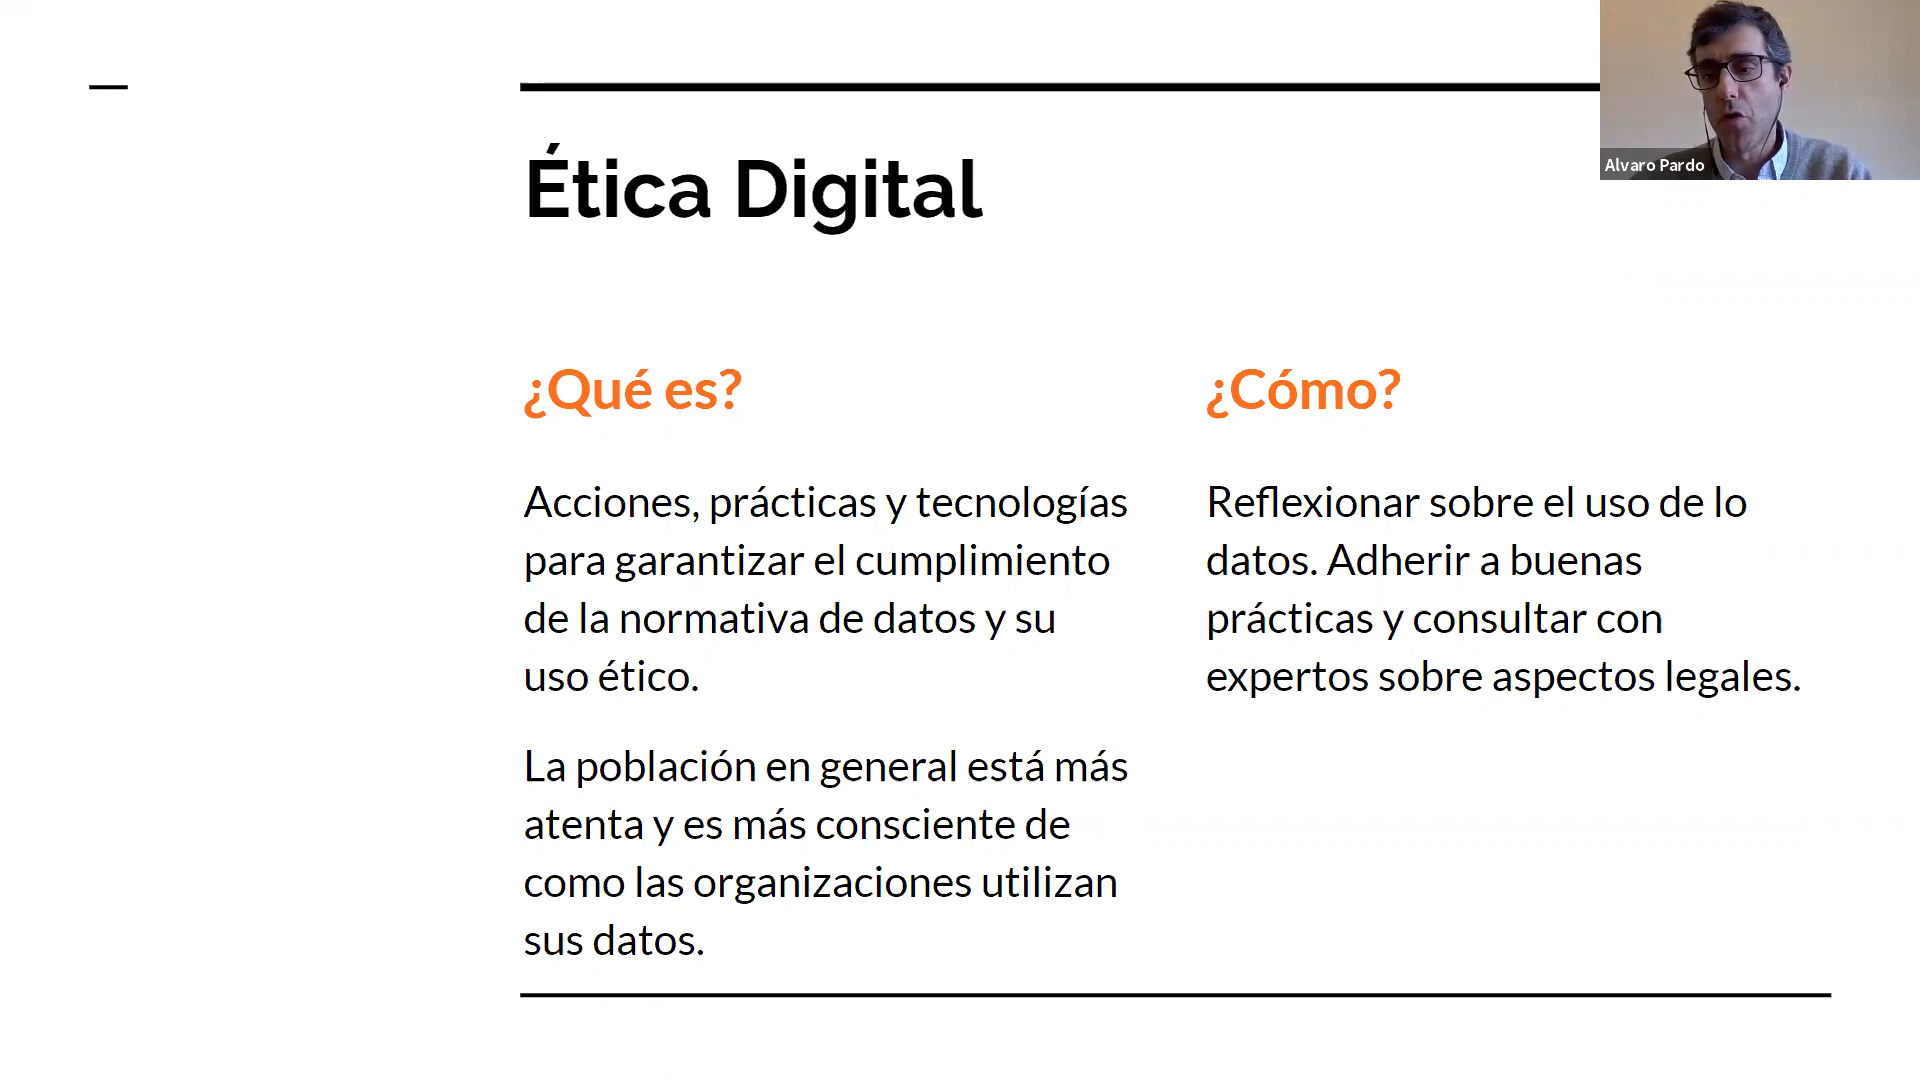 Alvaro Pardo
Ética Digital
¿Qué es?
Acciones, prácticas y tecnologías
para garantizar el cumplimiento
de la normativa de datos y su
uso ético.
La población en general está más
atenta y es más consciente de
como las organizaciones utilizan
sus datos.
¿Cómo?
Reflexionar sobre el uso de lo
datos. Adherir a buenas
prácticas y consultar con
expertos sobre aspectos legales.